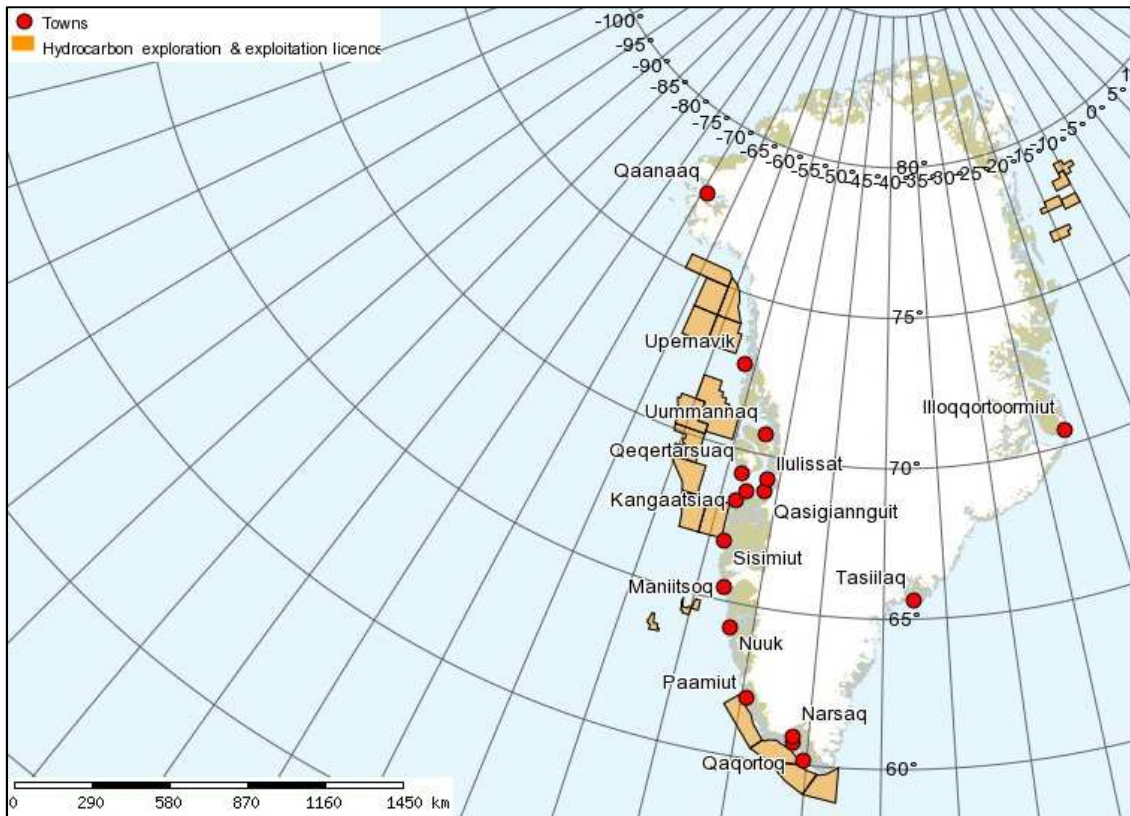 Towns
Hydrocarbon exploration & exploitation licence
-100°
-95°
-90°
-85°
-80°
-75°
-70°
-65°
-60°
-55°
-50°
-45°
-40°
-35°
-30°
-25°
-20°
-15°
-10°
-5°
0°
5°
80°
Qaanaaq
75°
Upernavik
Uummannaq
Illoqqortoormiut
Qeqertarsuaq
Ilulissat
70°
Kangaatsiaq
Qasigiannguit
Sisimiut
Maniitsoq
Tasiilaq
65°
Nuuk
Paamiut
Narsaq
Qaqortoq
60°
0 290 580 870 1160 1450 km